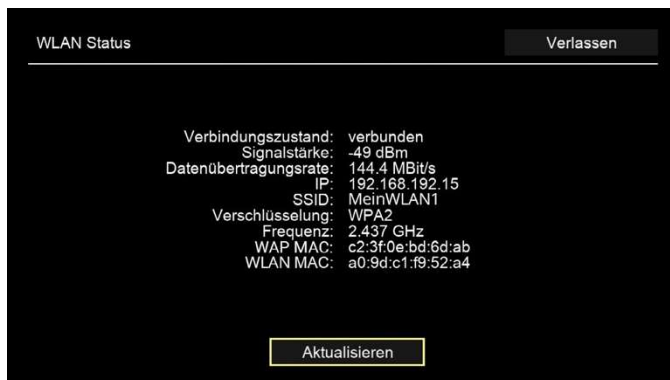 WLAN Status
Verlassen
Verbindungszustand: verbunden
Signalstärke: -49 dBm
Datenübertragungsrate: 144.4 MBit/s
IP: 192.168.192.15
SSID: MeinWLAN1
Verschlüsselung: WPA2
Frequenz: 2.437 GHz
WAP MAC: c2:3f:0e:bd:6d:ab
WLAN MAC: a0:9d:c1:f9:52:a4
Aktualisieren